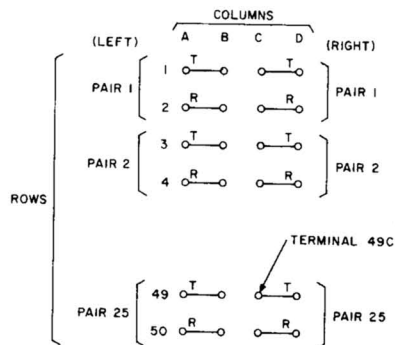 COLUMNS
(LEFT) A B C D (RIGHT)
1 T T
PAIR 1 PAIR 1
2 R R
3 T T
PAIR 2 PAIR 2
4 R R
ROWS
TERMINAL 49C
49 T T
PAIR 25 PAIR 25
50 R R